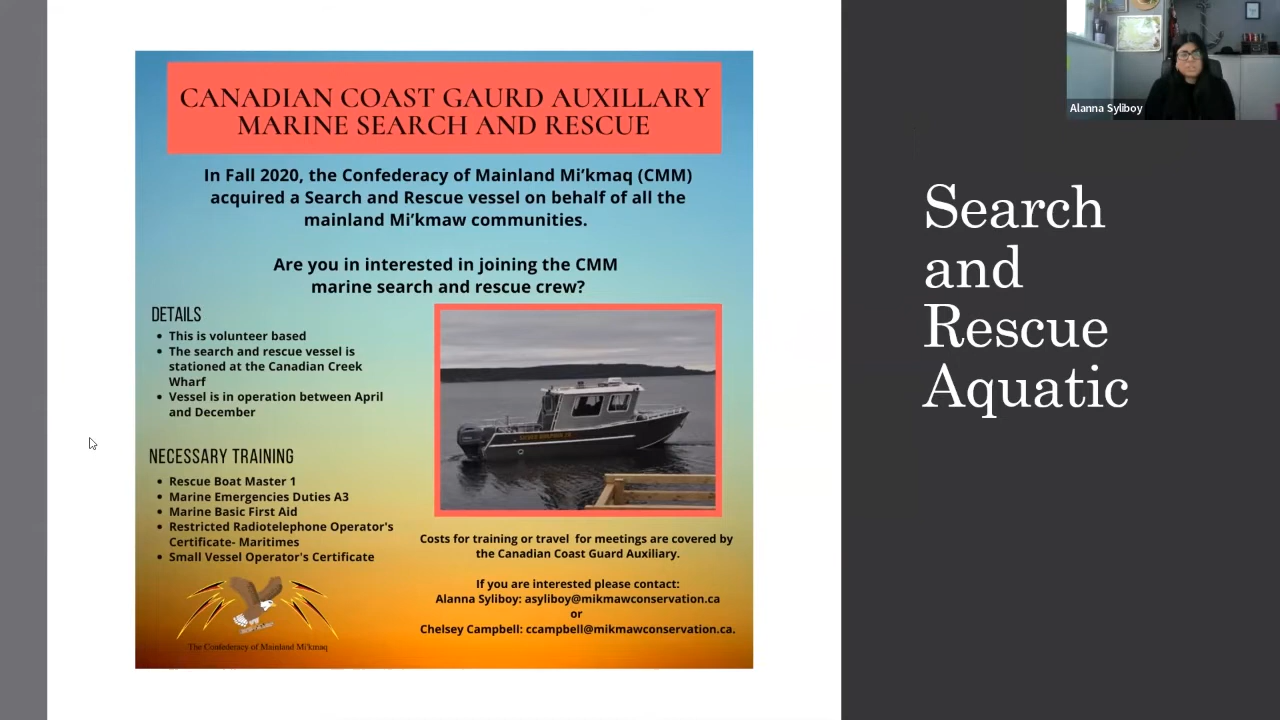 CANADIAN COAST GAURD AUXILLARY
MARINE SEARCH AND RESCUE
In Fall 2020, the Confederacy of Mainland Mi’kmaq (CMM)
acquired a Search and Rescue vessel on behalf of all the
mainland Mi’kmaw communities.
Are you in interested in joining the CMM
marine search and rescue crew?
DETAILS
• This is volunteer based
• The search and rescue vessel is
stationed at the Canadian Creek
Wharf
• Vessel is in operation between April
and December
NECESSARY TRAINING
• Rescue Boat Master 1
• Marine Emergencies Duties A3
• Marine Basic First Aid
• Restricted Radiotelephone Operator's
Certificate- Maritimes
• Small Vessel Operator's Certificate
The Confederacy of Mainland Mi'kmaq
Costs for training or travel for meetings are covered by
the Canadian Coast Guard Auxiliary.
If you are interested please contact:
Alanna Syliboy: asyliboy@mikmawconservation.ca
or
Chelsey Campbell: ccampbell@mikmawconservation.ca.
Search
and
Rescue
Aquatic
Alanna Syliboy